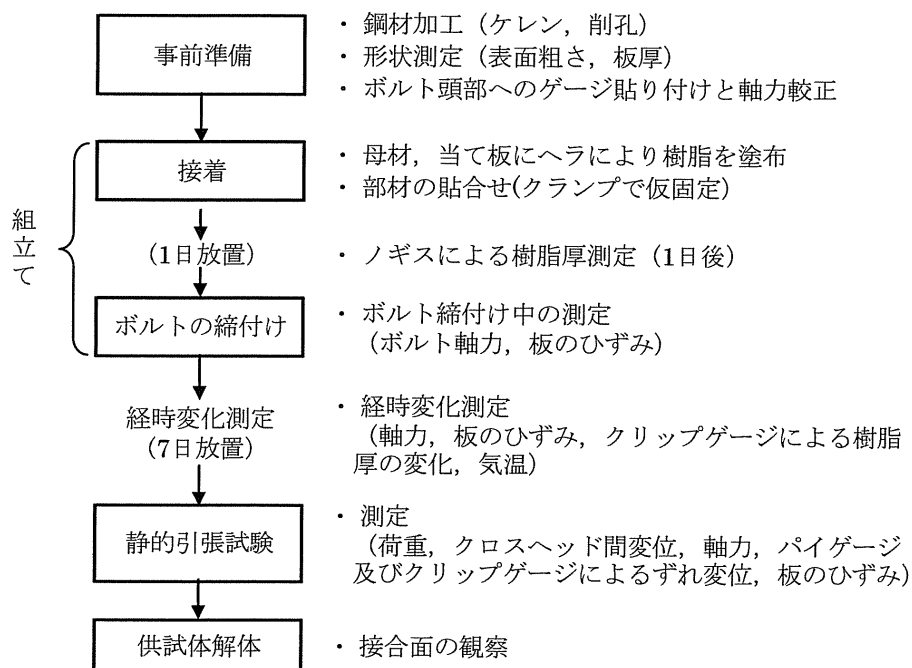 事前準備
・ 鋼材加工（ケレン，削孔）
・ 形状測定（表面粗さ，板厚）
・ ボルト頭部へのゲージ貼り付けと軸力較正
組立て
接着
・ 母材，当て板にヘラにより樹脂を塗布
・ 部材の貼合せ(クランプで仮固定）
(1日放置)
・ ノギスによる樹脂厚測定（1日後）
ボルトの締付け
・ ボルト締付け中の測定
（ボルト軸力，板のひずみ）
経時変化測定
(7日放置)
・ 経時変化測定
（軸力，板のひずみ，クリップゲージによる樹脂
厚の変化，気温）
静的引張試験
・ 測定
（荷重，クロスヘッド間変位，軸力，パイゲージ
及びクリップゲージによるずれ変位，板のひずみ）
供試体解体
・ 接合面の観察